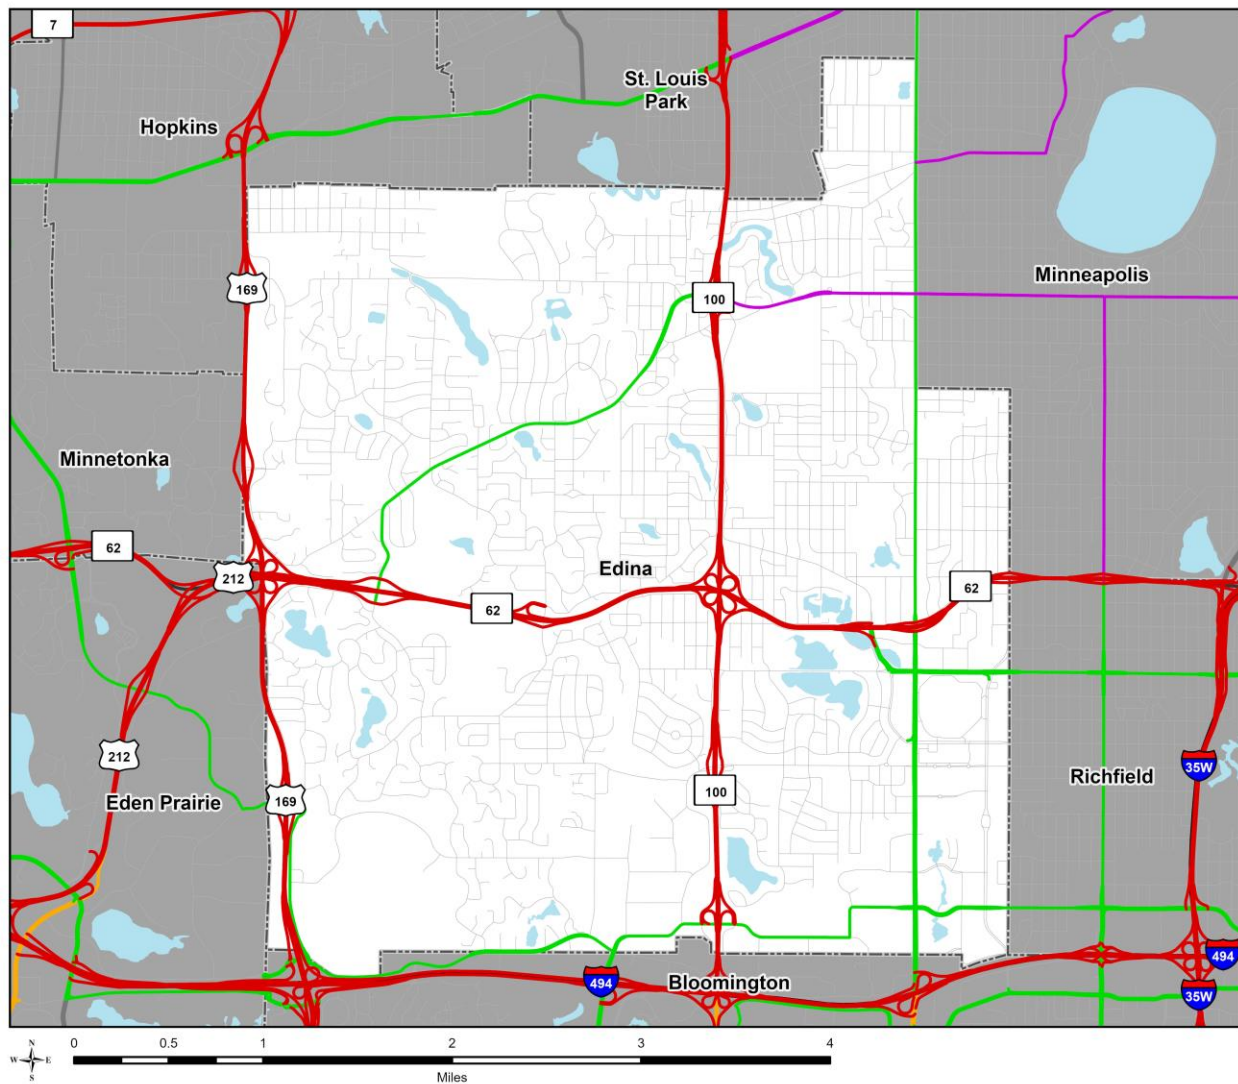 7
St. Louis
Park
Hopkins
Minneapolis
169
100
Minnetonka
62
212
Edina
62
62
212
Eden Prairie
169
100
Richfield
35W
494
Bloomington
494
35W
N
W E
S
0 0.5 1 2 3 4
Miles